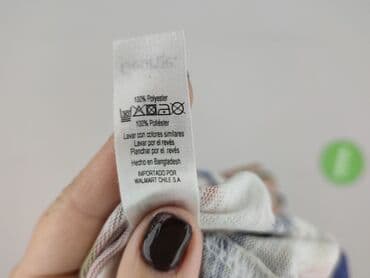 100% Polyester
100% Poliéster
Lavar con colores similares
Lavar por el revés
Planchar por el revés
Hecho en Bangladesh
IMPORTADO POR
WALMART CHILE S.A.